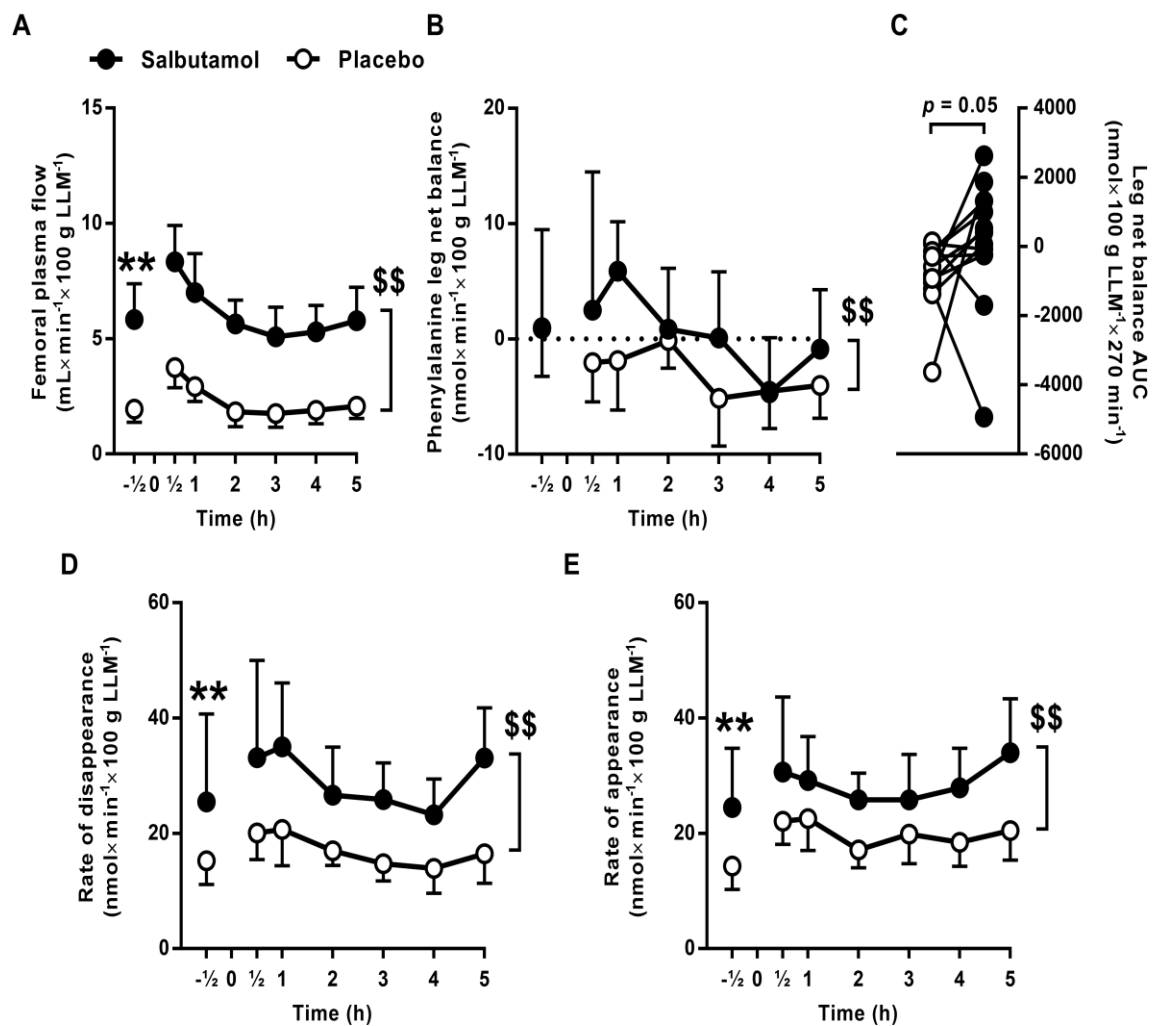 A
B
C
Salbutamol
Placebo
Femoral plasma flow
(mL×min⁻¹×100 g LLM⁻¹)
15
10
5
0
**
$$
-½
0
½
1
2
3
4
5
Time (h)
Phenylalanine leg net balance
(nmol×min⁻¹×100 g LLM⁻¹)
20
10
0
-10
$$
-½
0
½
1
2
3
4
5
Time (h)
p = 0.05
4000
2000
0
-2000
-4000
-6000
Leg net balance AUC
(nmol×100 g LLM⁻¹×270 min⁻¹)
D
E
Rate of disappearance
(nmol×min⁻¹×100 g LLM⁻¹)
60
40
20
0
**
$$
-½
0
½
1
2
3
4
5
Time (h)
Rate of appearance
(nmol×min⁻¹×100 g LLM⁻¹)
60
40
20
0
**
$$
-½
0
½
1
2
3
4
5
Time (h)